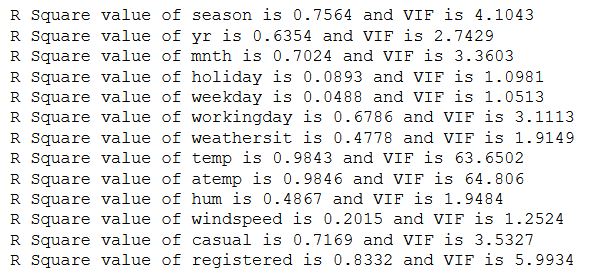 R Square value of season is 0.7564 and VIF is 4.1043
R Square value of yr is 0.6354 and VIF is 2.7429
R Square value of mnth is 0.7024 and VIF is 3.3603
R Square value of holiday is 0.0893 and VIF is 1.0981
R Square value of weekday is 0.0488 and VIF is 1.0513
R Square value of workingday is 0.6786 and VIF is 3.1113
R Square value of weathersit is 0.4778 and VIF is 1.9149
R Square value of temp is 0.9843 and VIF is 63.6502
R Square value of atemp is 0.9846 and VIF is 64.806
R Square value of hum is 0.4867 and VIF is 1.9484
R Square value of windspeed is 0.2015 and VIF is 1.2524
R Square value of casual is 0.7169 and VIF is 3.5327
R Square value of registered is 0.8332 and VIF is 5.9934